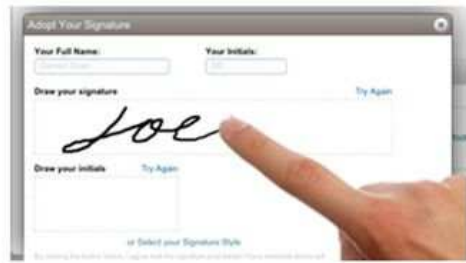 Adopt Your Signature
Your Full Name: Your Initials:
Draw your signature Try Again
Joe
Draw your initials Try Again
or Select your Signature Style